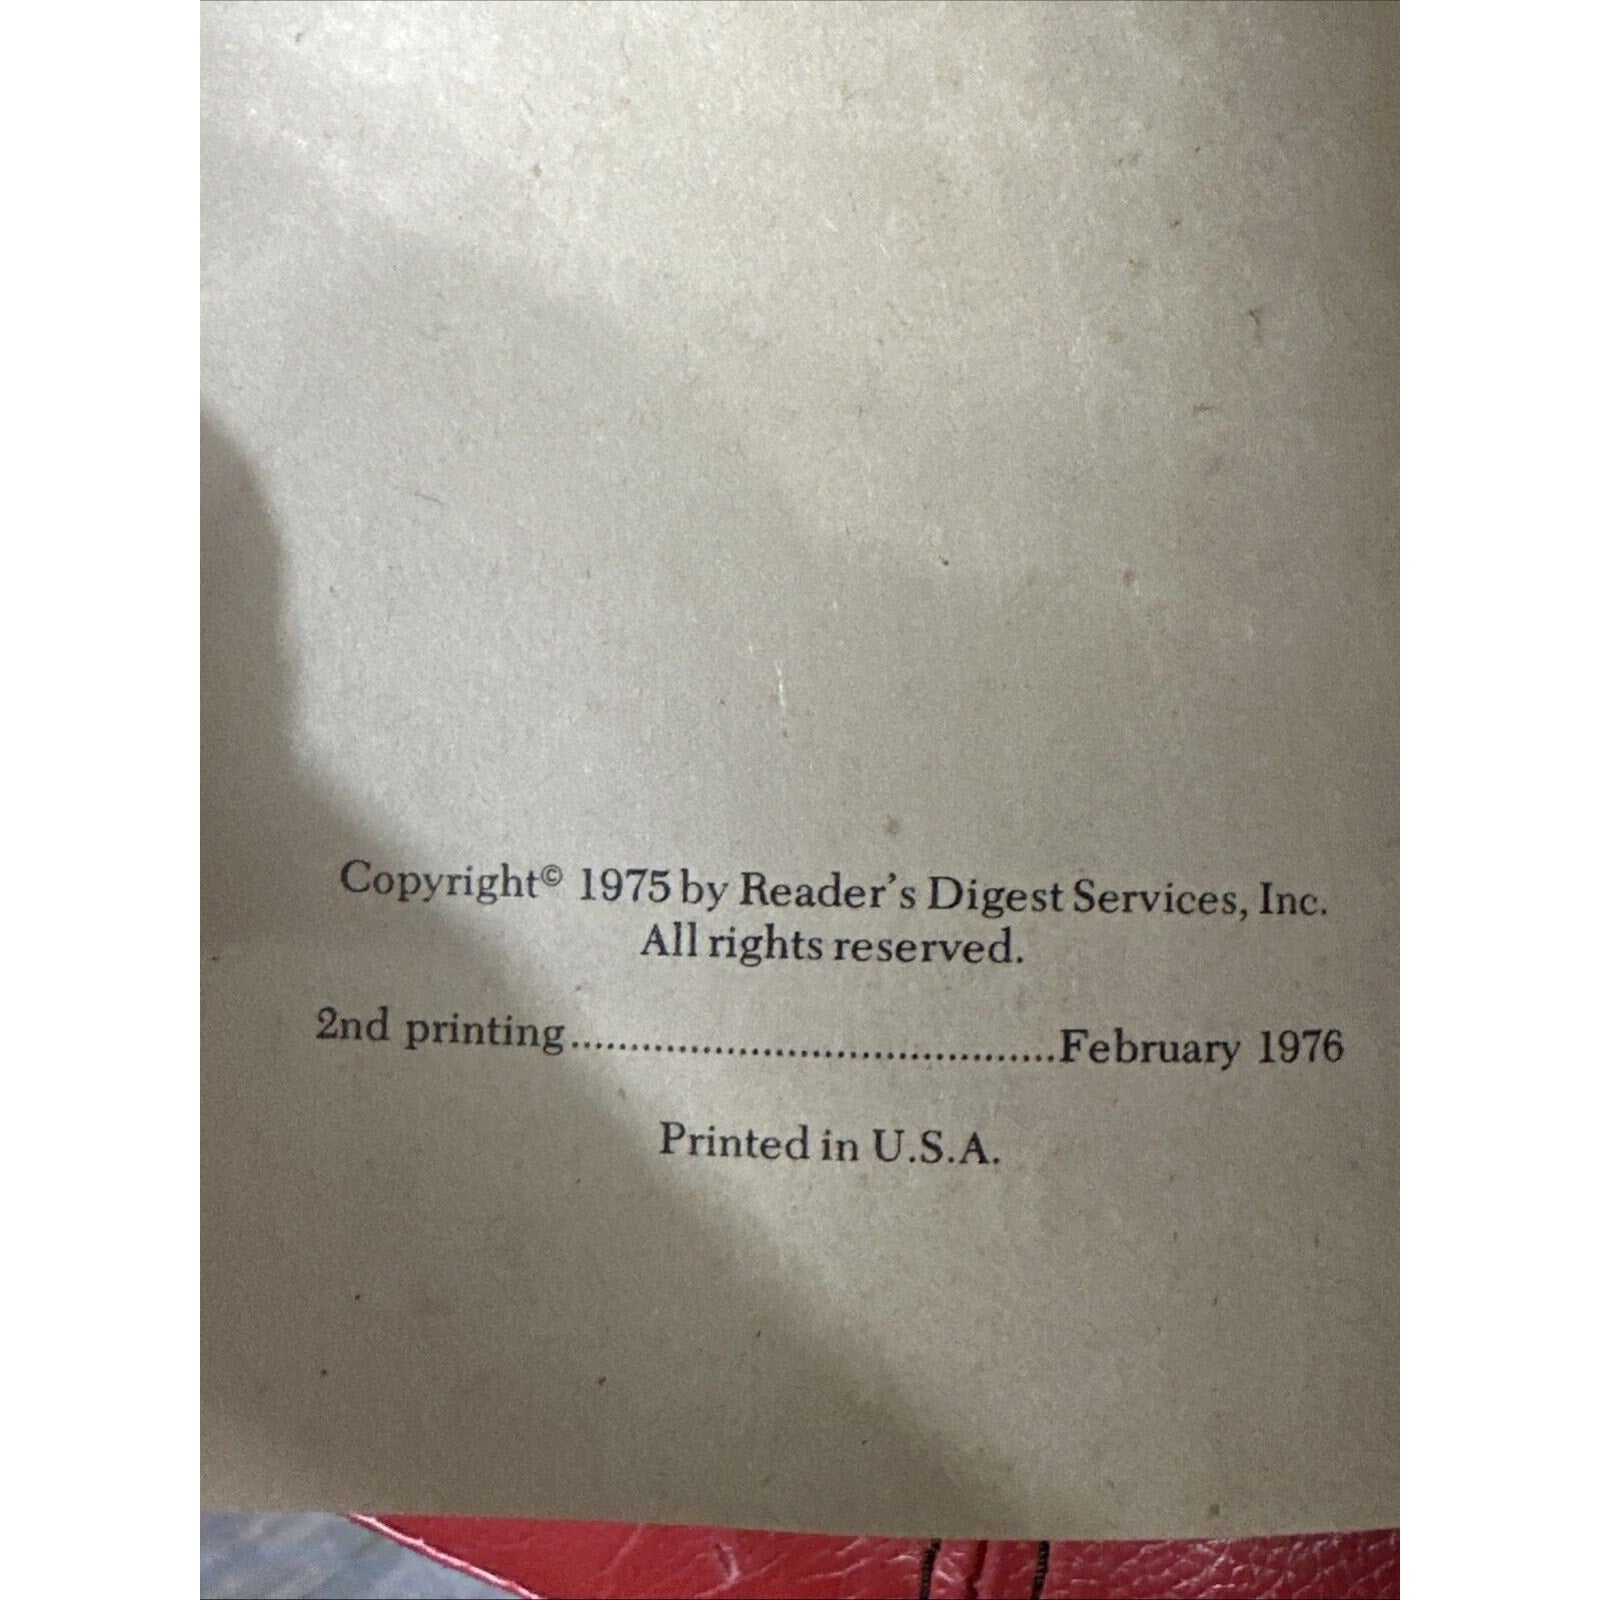 Copyright© 1975 by Reader's Digest Services, Inc.
All rights reserved.
2nd printing.........................................February 1976
Printed in U.S.A.